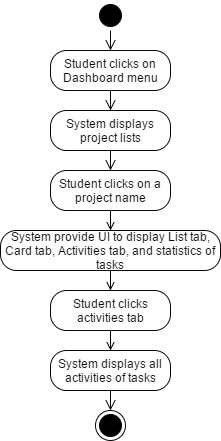 Student clicks on
Dashboard menu
System displays
project lists
Student clicks on a
project name
System provide UI to display List tab,
Card tab, Activities tab, and statistics of
tasks
Student clicks
activities tab
System displays all
activities of tasks